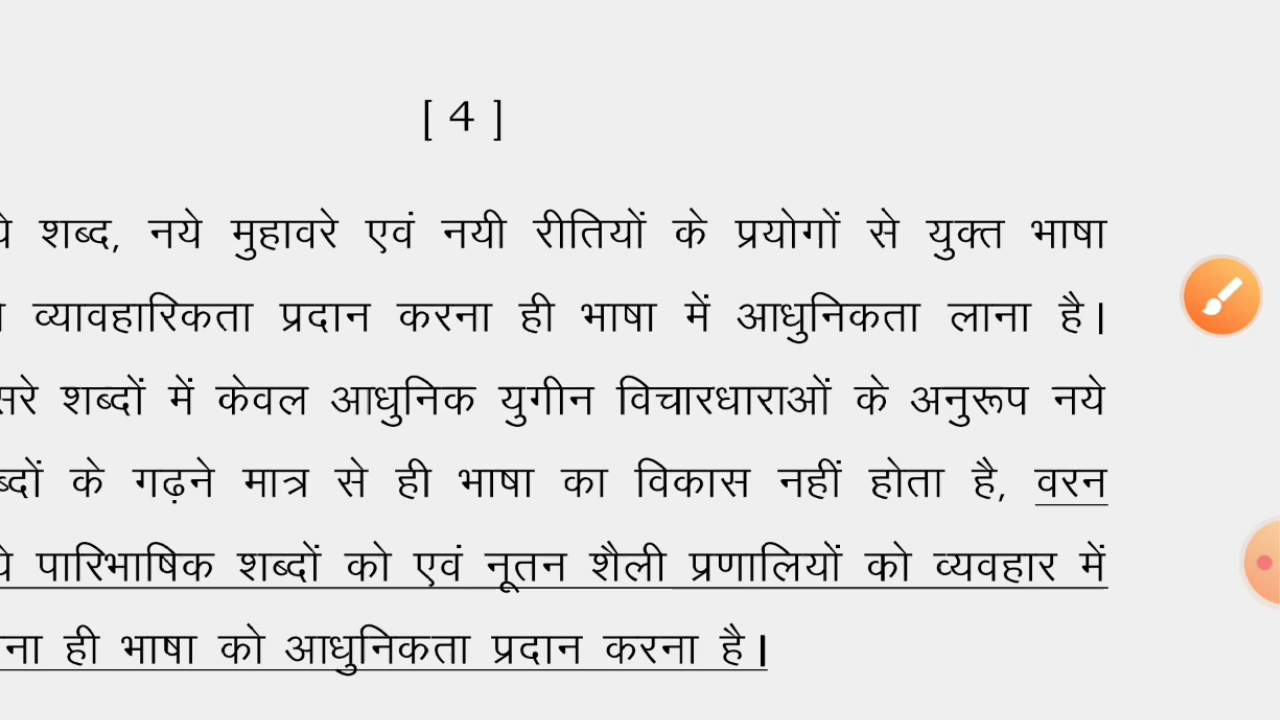 [ 4 ]
शब्द, नये मुहावरे एवं नयी रीतियों के प्रयोगों से युक्त भाषा
व्यावहारिकता प्रदान करना ही भाषा में आधुनिकता लाना है।
शब्दों में केवल आधुनिक युगीन विचारधाराओं के अनुरूप नये
के गढ़ने मात्र से ही भाषा का विकास नहीं होता है, वरन
पारिभाषिक शब्दों को एवं नूतन शैली प्रणालियों को व्यवहार में
ही भाषा को आधुनिकता प्रदान करना है।